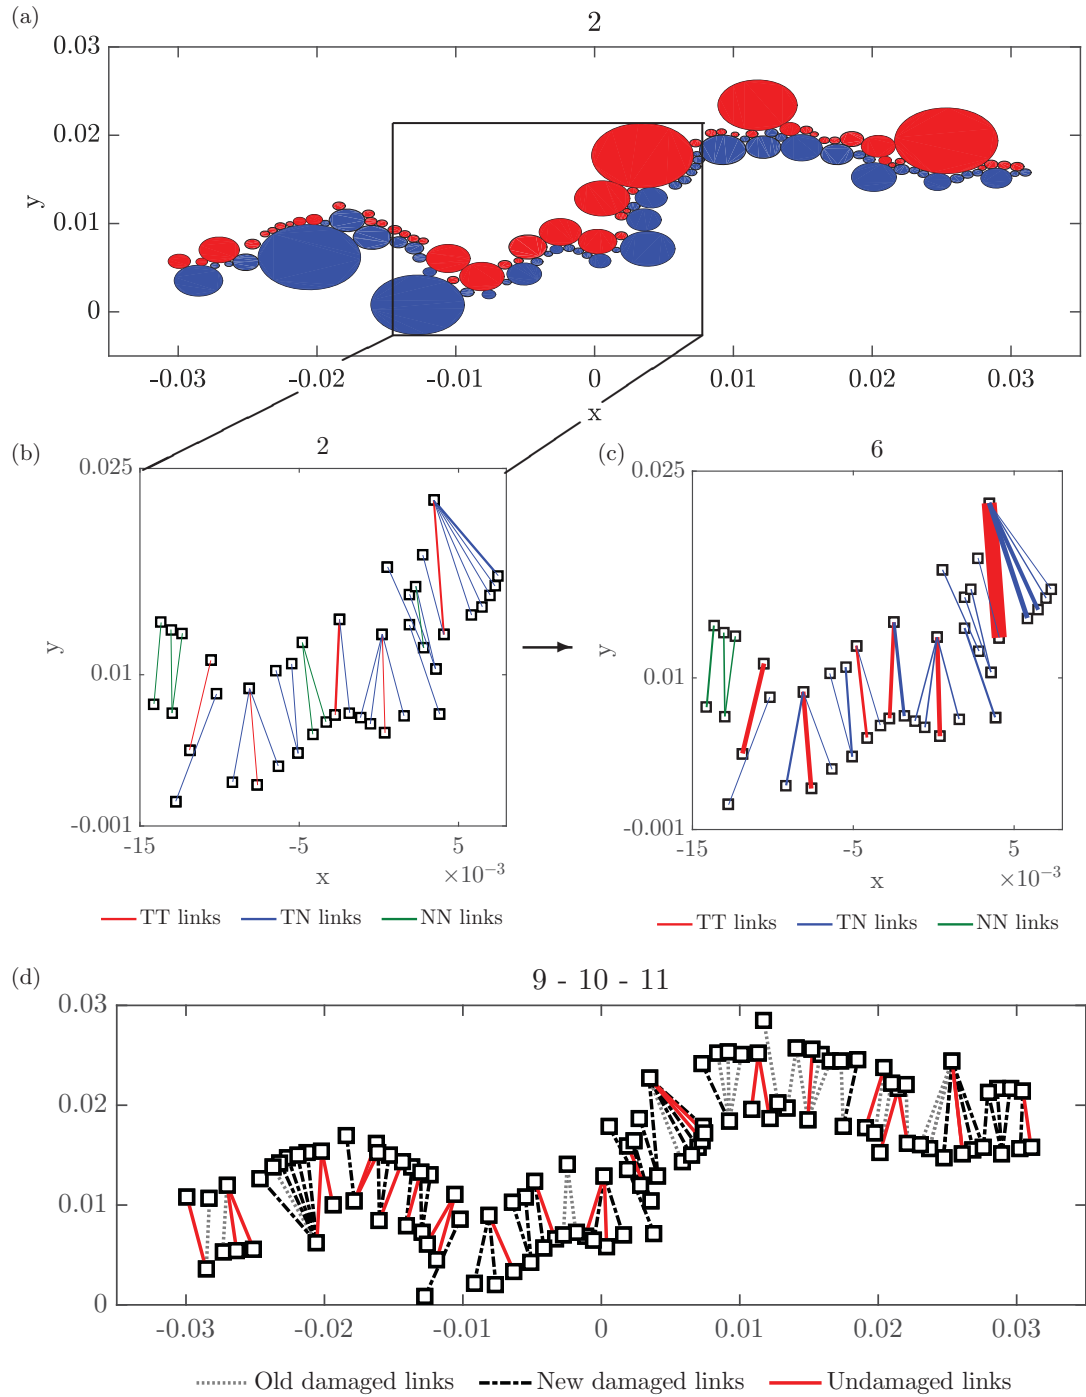 (a)
2
0.03
0.02
0.01
0
y
-0.03 -0.02 -0.01 0 0.01 0.02 0.03
x
(b) 2 (c) 6
0.025 0.025
y y
0.01 0.01
-0.001 -0.001
-15 -5 5 -15 -5 5
x ×10⁻³ x ×10⁻³
TT links TN links NN links TT links TN links NN links
(d)
9 - 10 - 11
0.03
0.02
0.01
0
-0.03 -0.02 -0.01 0 0.01 0.02 0.03
Old damaged links New damaged links Undamaged links